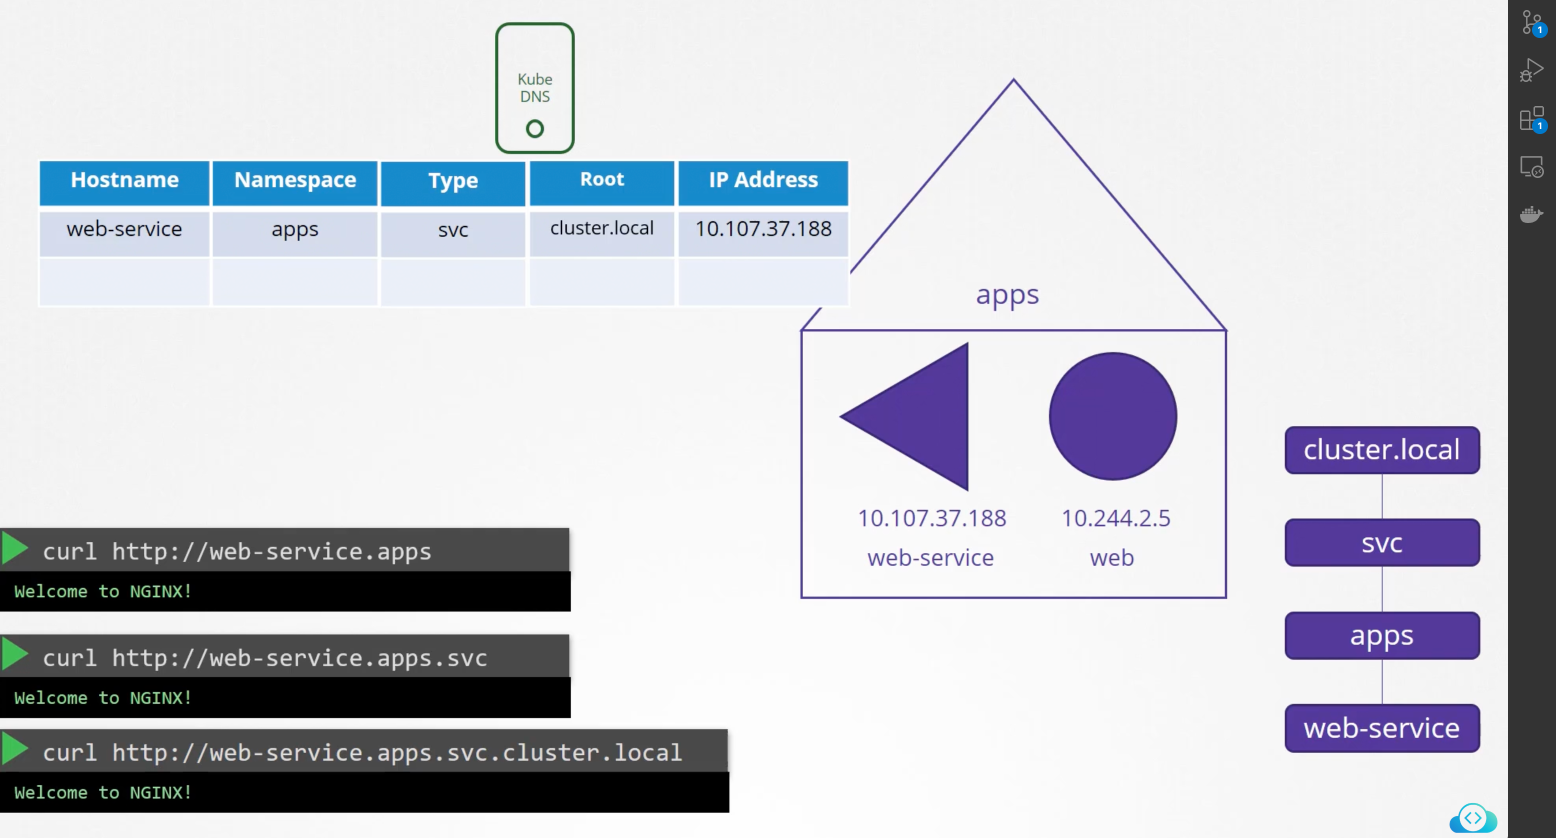 Kube
DNS
Hostname Namespace Type Root IP Address
web-service apps svc cluster.local 10.107.37.188
apps
10.107.37.188 10.244.2.5
web-service web
cluster.local
svc
apps
web-service
curl http://web-service.apps
Welcome to NGINX!
curl http://web-service.apps.svc
Welcome to NGINX!
curl http://web-service.apps.svc.cluster.local
Welcome to NGINX!
1
1